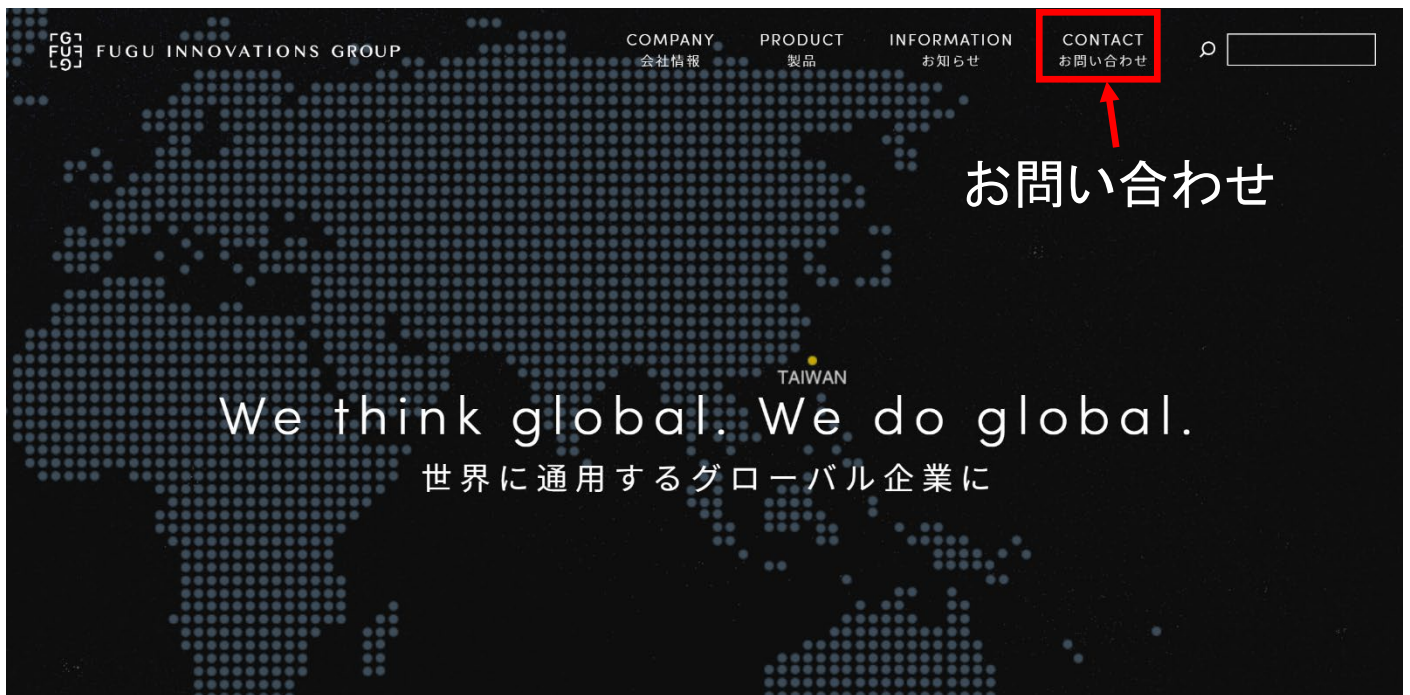 FUGU INNOVATIONS GROUP
COMPANY
会社情報
PRODUCT
製品
INFORMATION
お知らせ
CONTACT
お問い合わせ
お問い合わせ
TAIWAN
We think global. We do global.
世界に通用するグローバル企業に